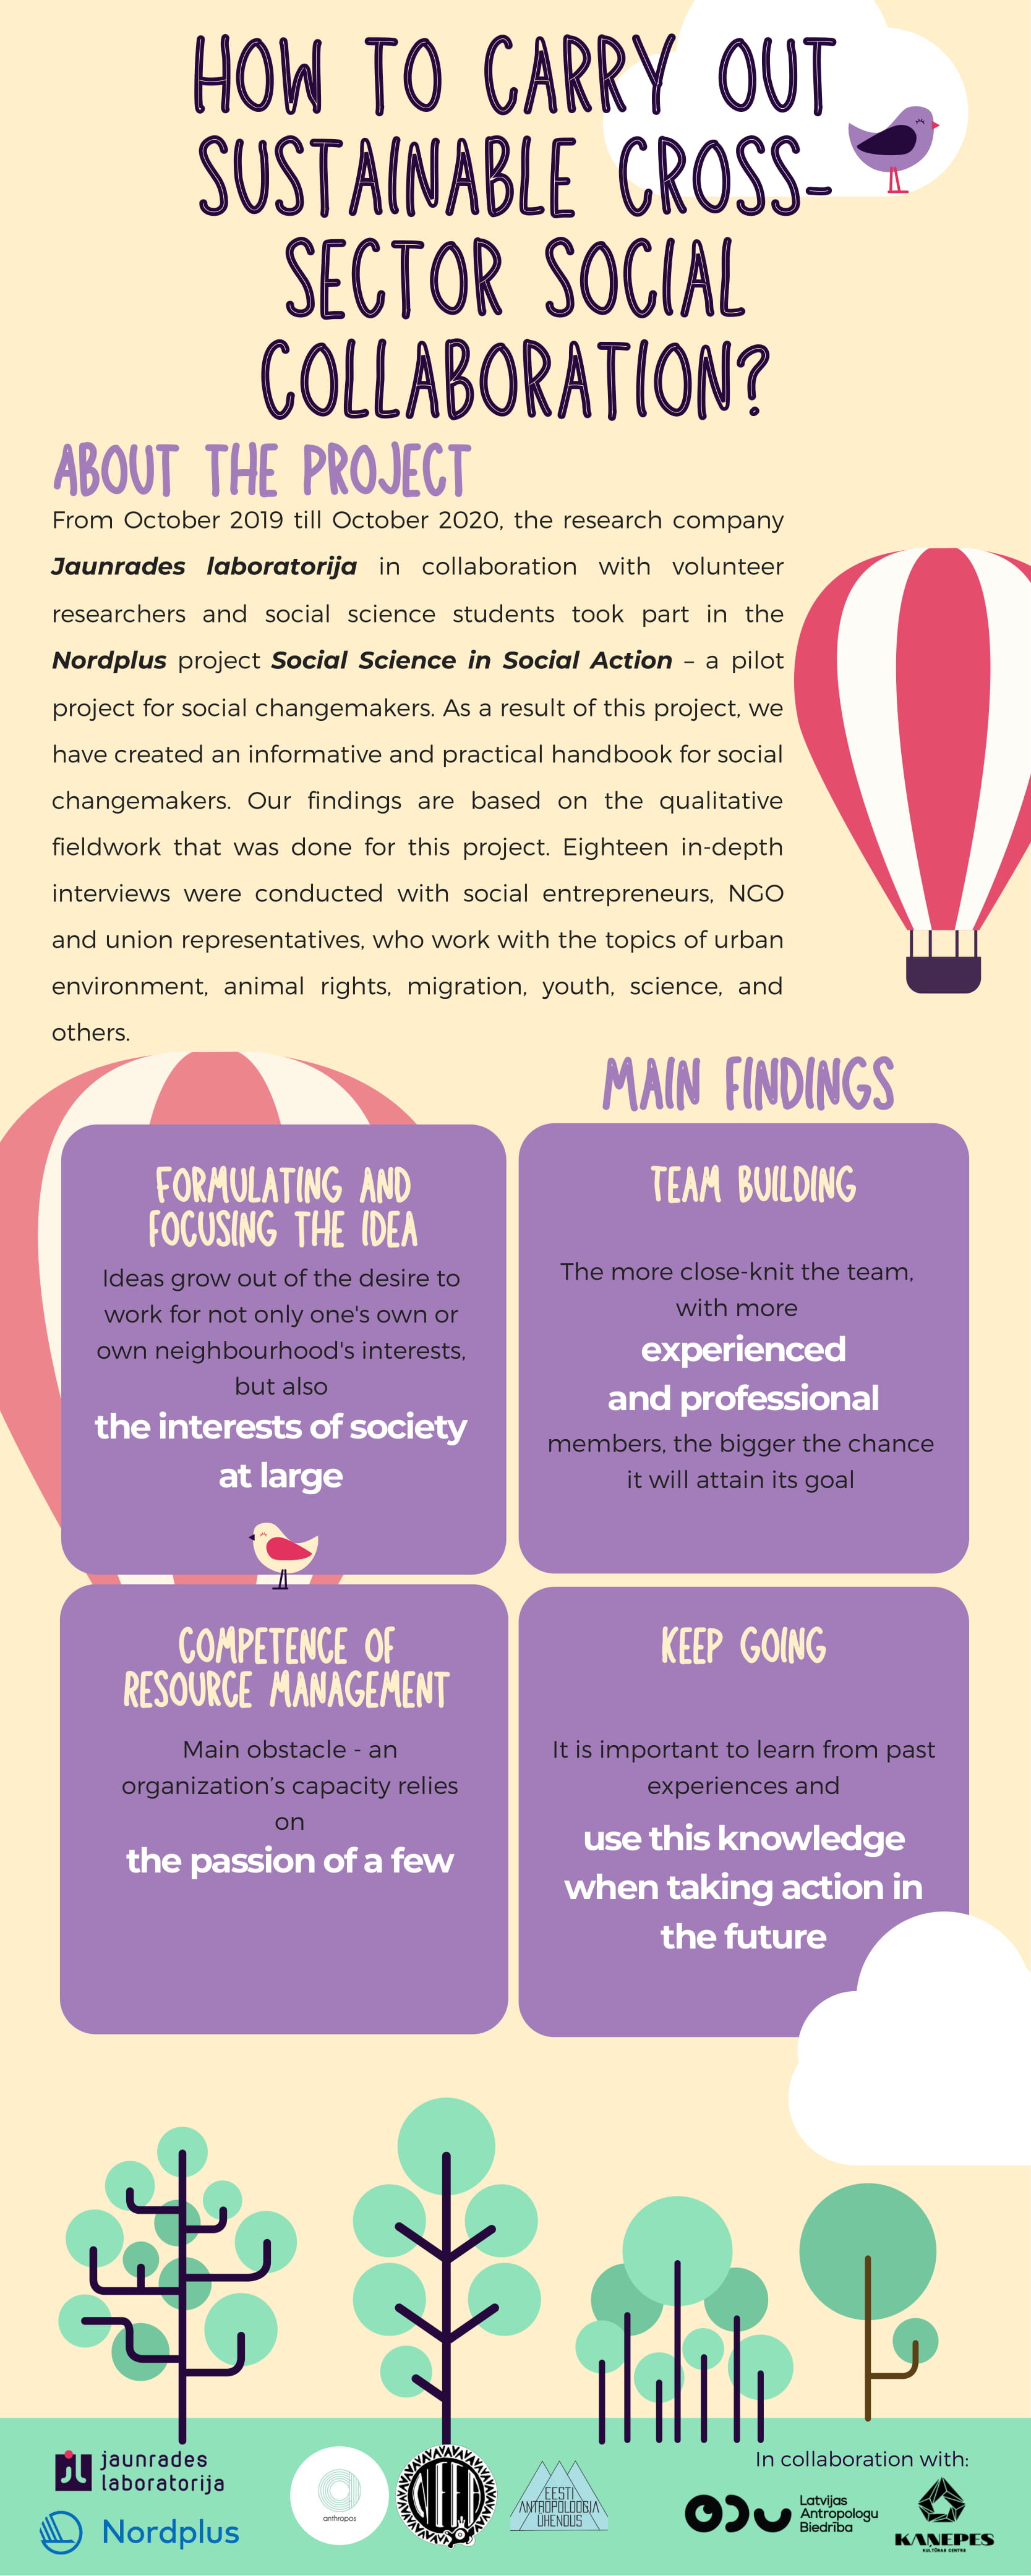 HOW TO CARRY OUT
SUSTAINABLE CROSS-
SECTOR SOCIAL
COLLABORATION?
ABOUT THE PROJECT
From October 2019 till October 2020, the research company
Jaunrades laboratorija in collaboration with volunteer
researchers and social science students took part in the
Nordplus project Social Science in Social Action – a pilot
project for social changemakers. As a result of this project, we
have created an informative and practical handbook for social
changemakers. Our findings are based on the qualitative
fieldwork that was done for this project. Eighteen in-depth
interviews were conducted with social entrepreneurs, NGO
and union representatives, who work with the topics of urban
environment, animal rights, migration, youth, science, and
others.
MAIN FINDINGS
FORMULATING AND
FOCUSING THE IDEA
Ideas grow out of the desire to
work for not only one's own or
own neighbourhood's interests,
but also
the interests of society
at large
TEAM BUILDING
The more close-knit the team,
with more
experienced
and professional
members, the bigger the chance
it will attain its goal
COMPETENCE OF
RESOURCE MANAGEMENT
Main obstacle - an
organization’s capacity relies
on
the passion of a few
KEEP GOING
It is important to learn from past
experiences and
use this knowledge
when taking action in
the future
jaunrades
laboratorija
Nordplus
anthropos
EESTI
ANTROPOLOOGIA
ÜHENDUS
In collaboration with:
Latvijas
Antropologu
Biedrība
KAŅEPES
KULTŪRAS CENTRS